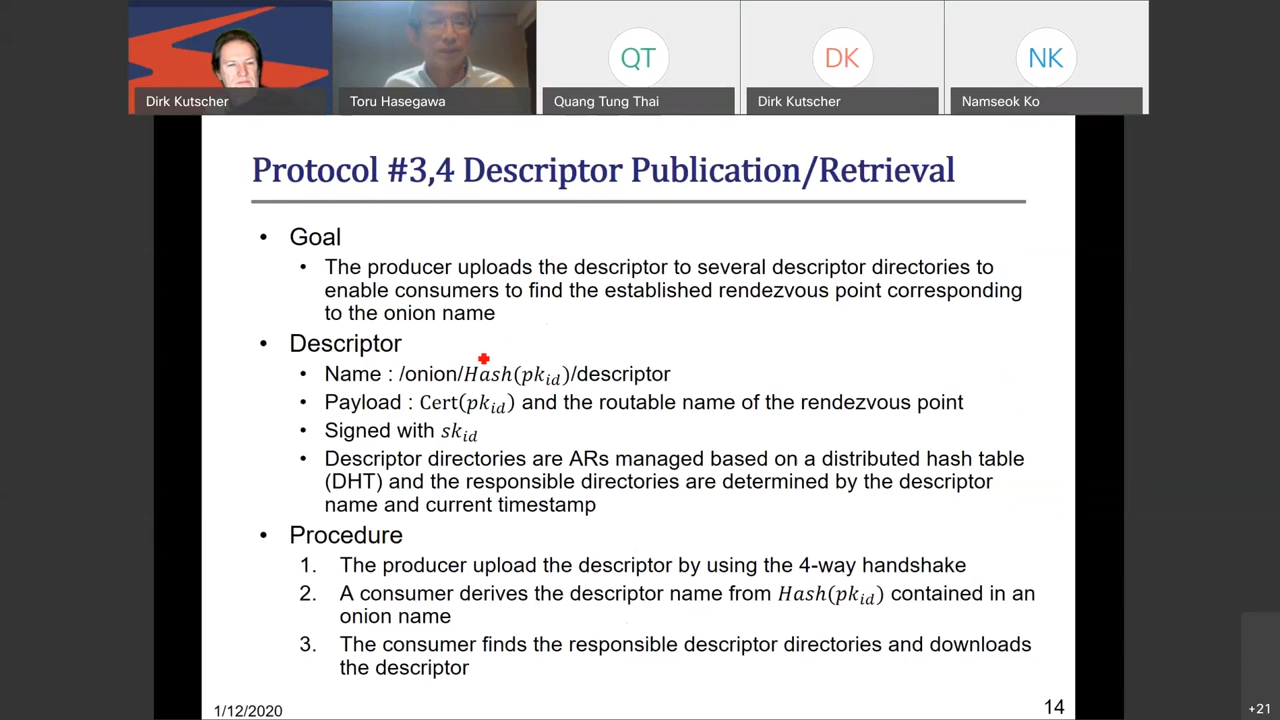 Dirk Kutscher
Toru Hasegawa
QT
Quang Tung Thai
DK
Dirk Kutscher
NK
Namseok Ko
Protocol #3,4 Descriptor Publication/Retrieval
• Goal
• The producer uploads the descriptor to several descriptor directories to
enable consumers to find the established rendezvous point corresponding
to the onion name
• Descriptor
• Name : /onion/Hash(pk_id)/descriptor
• Payload : Cert(pk_id) and the routable name of the rendezvous point
• Signed with sk_id
• Descriptor directories are ARs managed based on a distributed hash table
(DHT) and the responsible directories are determined by the descriptor
name and current timestamp
• Procedure
1. The producer upload the descriptor by using the 4-way handshake
2. A consumer derives the descriptor name from Hash(pk_id) contained in an
onion name
3. The consumer finds the responsible descriptor directories and downloads
the descriptor
1/12/2020
14
+21